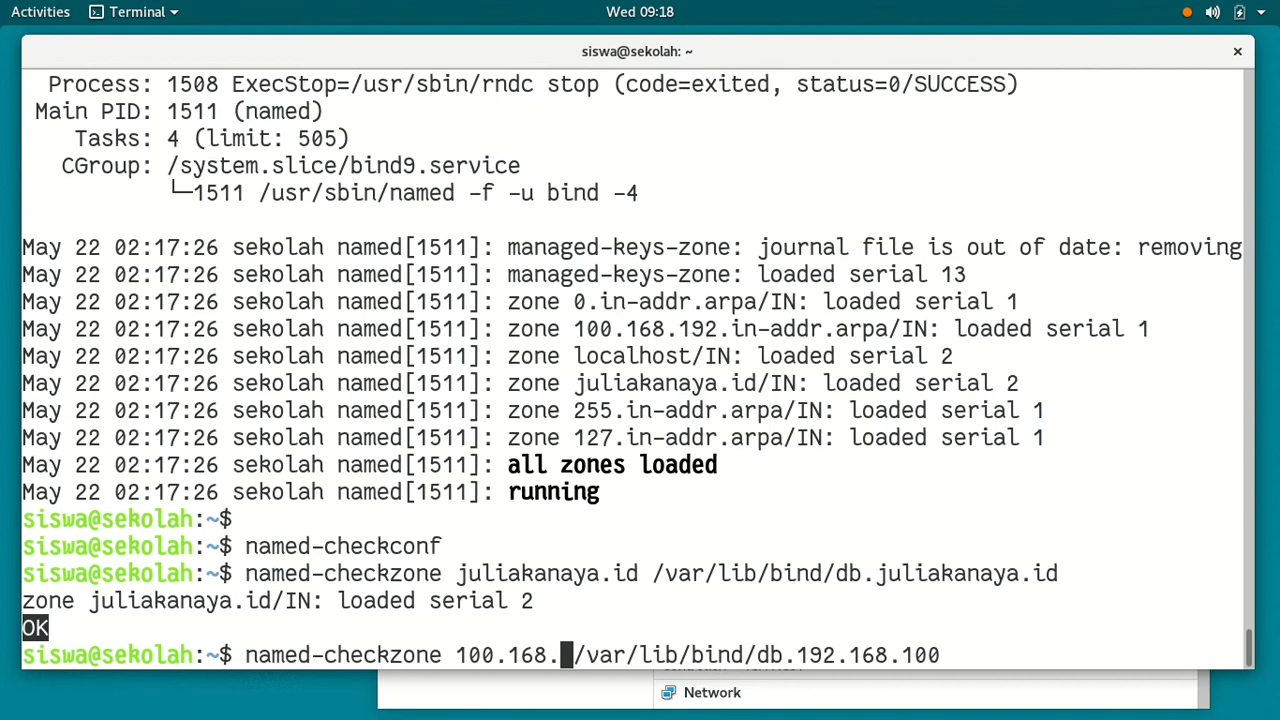 Activities Terminal Wed 09:18
siswa@sekolah: ~
Process: 1508 ExecStop=/usr/sbin/rndc stop (code=exited, status=0/SUCCESS)
Main PID: 1511 (named)
Tasks: 4 (limit: 505)
CGroup: /system.slice/bind9.service
└─1511 /usr/sbin/named -f -u bind -4
May 22 02:17:26 sekolah named[1511]: managed-keys-zone: journal file is out of date: removing
May 22 02:17:26 sekolah named[1511]: managed-keys-zone: loaded serial 13
May 22 02:17:26 sekolah named[1511]: zone 0.in-addr.arpa/IN: loaded serial 1
May 22 02:17:26 sekolah named[1511]: zone 100.168.192.in-addr.arpa/IN: loaded serial 1
May 22 02:17:26 sekolah named[1511]: zone localhost/IN: loaded serial 2
May 22 02:17:26 sekolah named[1511]: zone juliakanaya.id/IN: loaded serial 2
May 22 02:17:26 sekolah named[1511]: zone 255.in-addr.arpa/IN: loaded serial 1
May 22 02:17:26 sekolah named[1511]: zone 127.in-addr.arpa/IN: loaded serial 1
May 22 02:17:26 sekolah named[1511]: all zones loaded
May 22 02:17:26 sekolah named[1511]: running
siswa@sekolah:~$
siswa@sekolah:~$ named-checkconf
siswa@sekolah:~$ named-checkzone juliakanaya.id /var/lib/bind/db.juliakanaya.id
zone juliakanaya.id/IN: loaded serial 2
OK
siswa@sekolah:~$ named-checkzone 100.168. /var/lib/bind/db.192.168.100
Network